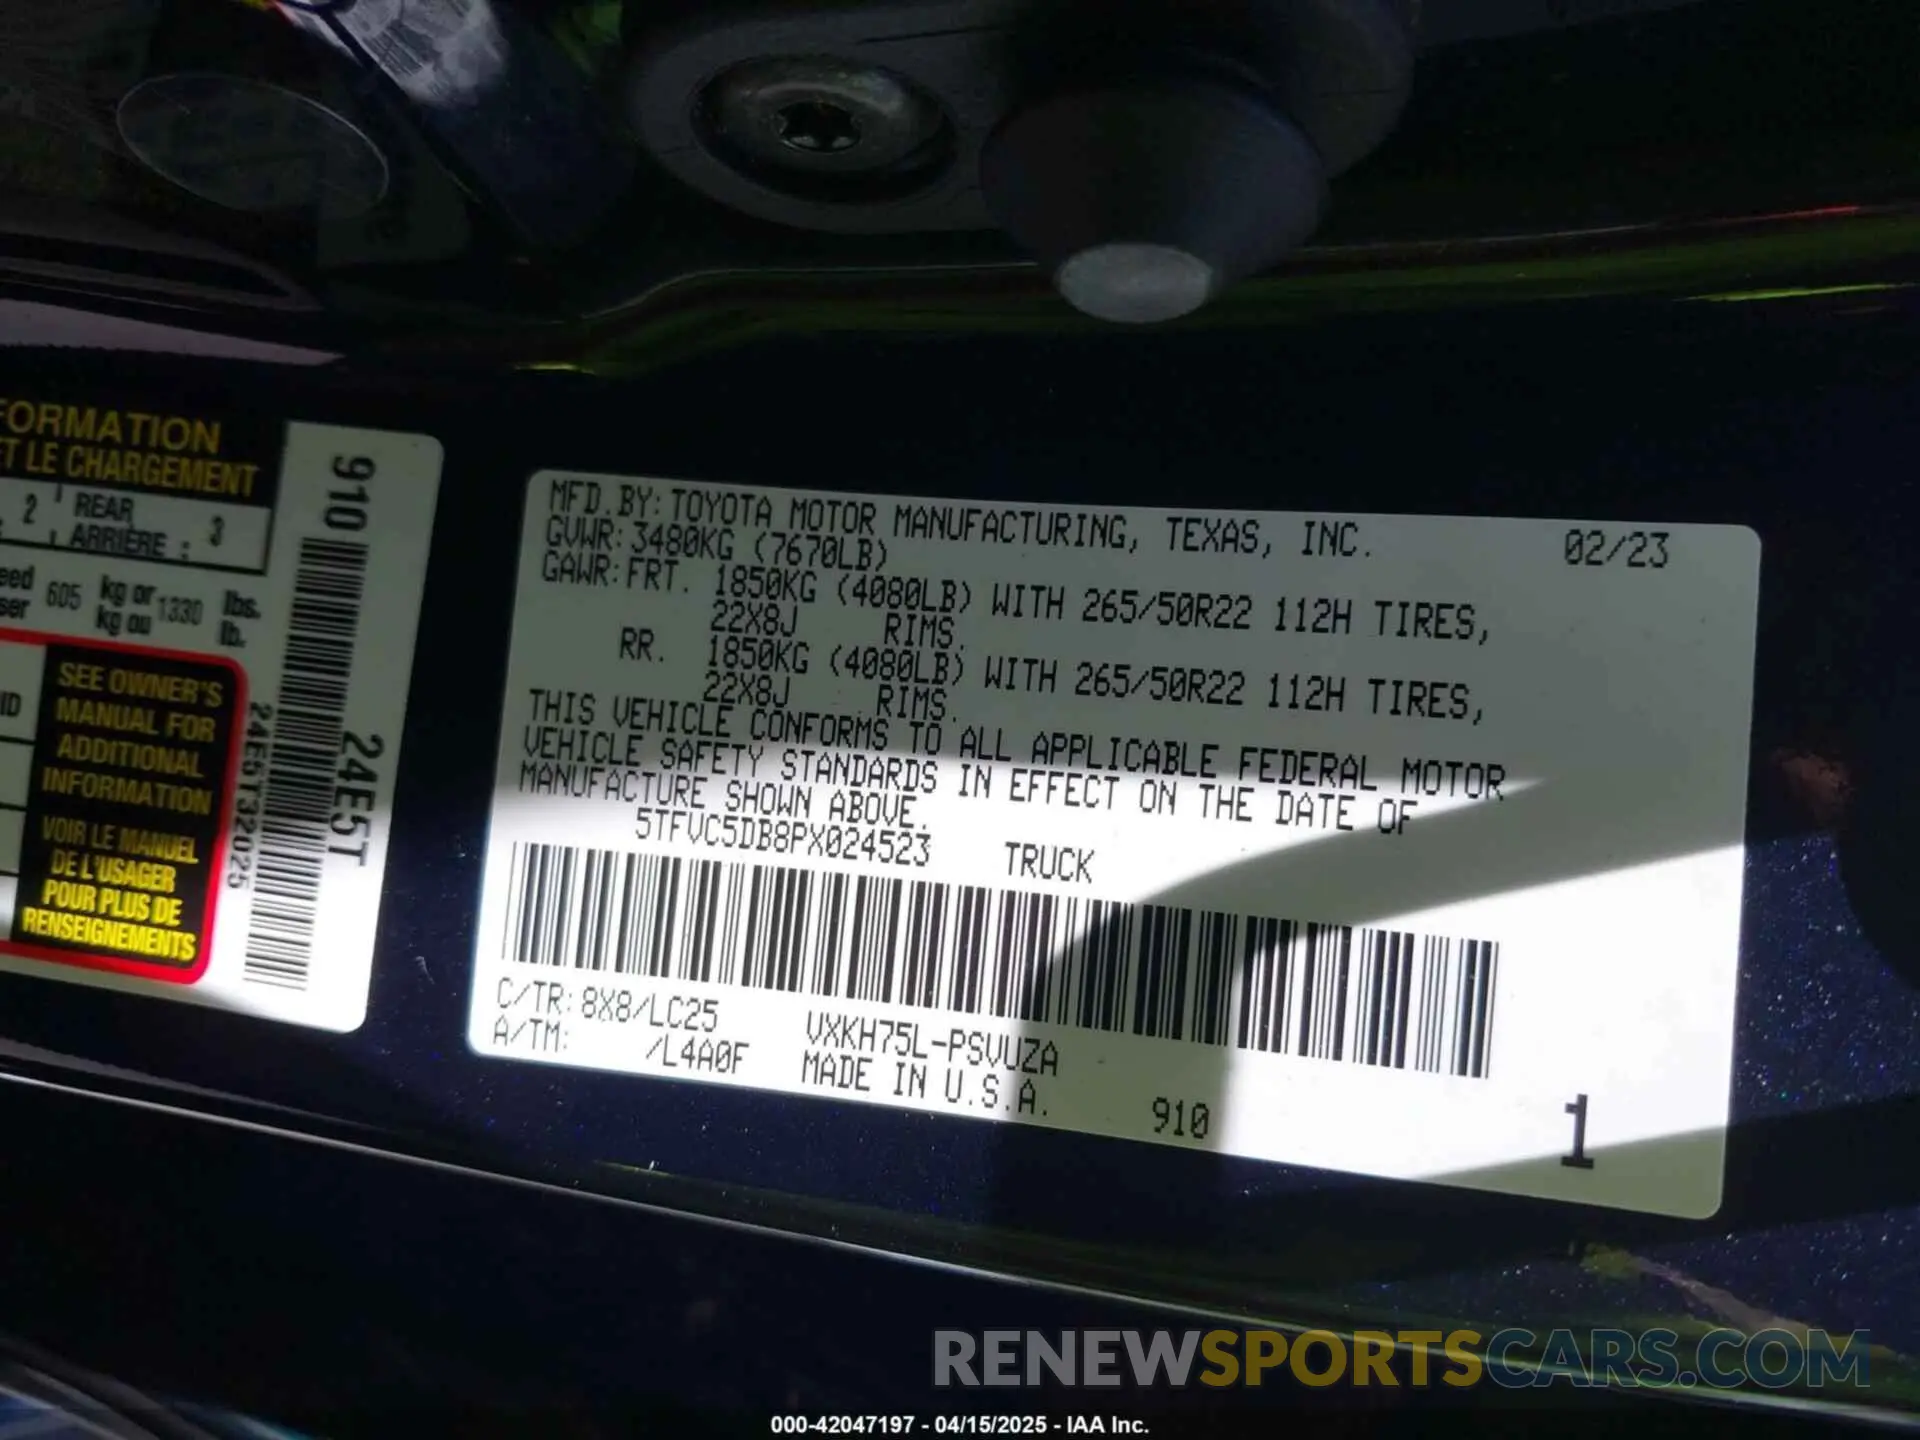 FORMATION
ET LE CHARGEMENT
2 REAR
ARRIÈRE : 3
605 kg or 1330 lbs.
kg ou lb.
SEE OWNER'S
MANUAL FOR
ADDITIONAL
INFORMATION
VOIR LE MANUEL
DE L'USAGER
POUR PLUS DE
RENSEIGNEMENTS
910
24E5T
24E5T32025
MFD.BY:TOYOTA MOTOR MANUFACTURING, TEXAS, INC. 02/23
GVWR:3480KG (7670LB)
GAWR:FRT. 1850KG (4080LB) WITH 265/50R22 112H TIRES,
22X8J RIMS.
RR. 1850KG (4080LB) WITH 265/50R22 112H TIRES,
22X8J RIMS.
THIS VEHICLE CONFORMS TO ALL APPLICABLE FEDERAL MOTOR
VEHICLE SAFETY STANDARDS IN EFFECT ON THE DATE OF
MANUFACTURE SHOWN ABOVE.
5TFVC5DB8PX024523 TRUCK
C/TR:8X8/LC25 VXKH75L-PSVUZA
A/TM: /L4A0F MADE IN U.S.A.
910
1
RENEWSPORTSCARS.COM
000-42047197 - 04/15/2025 - IAA Inc.